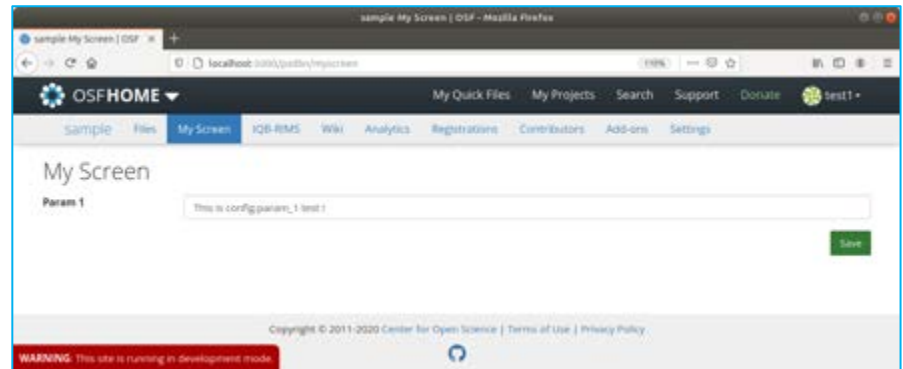 sample My Screen | OSF - Mozilla Firefox
sample My Screen | OSF × +
localhost:5000/ /myscreen
OSFHOME My Quick Files My Projects Search Support Donate test1
sample Files My Screen IQB-RIMS Wiki Analytics Registrations Contributors Add-ons Settings
My Screen
Param 1 This is config.param_1 test !
Save
Copyright © 2011-2020 Center for Open Science | Terms of Use | Privacy Policy
WARNING: This site is running in development mode.